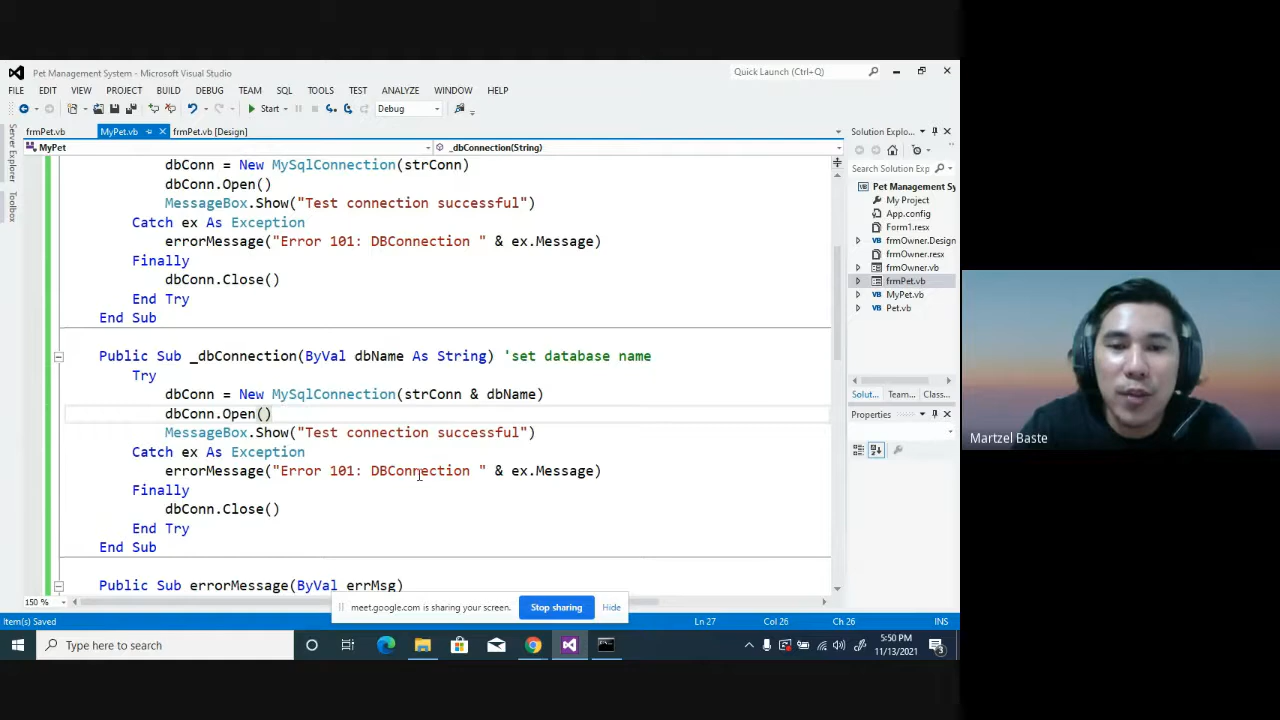 Pet Management System - Microsoft Visual Studio
Quick Launch (Ctrl+Q)
FILE EDIT VIEW PROJECT BUILD DEBUG TEAM SQL TOOLS TEST ANALYZE WINDOW HELP
Start Debug
frmPet.vb MyPet.vb frmPet.vb [Design]
MyPet _dbConnection(String)
Server Explorer
Toolbox
dbConn = New MySqlConnection(strConn)
dbConn.Open()
MessageBox.Show("Test connection successful")
Catch ex As Exception
errorMessage("Error 101: DBConnection " & ex.Message)
Finally
dbConn.Close()
End Try
End Sub
Public Sub _dbConnection(ByVal dbName As String) 'set database name
Try
dbConn = New MySqlConnection(strConn & dbName)
dbConn.Open()
MessageBox.Show("Test connection successful")
Catch ex As Exception
errorMessage("Error 101: DBConnection " & ex.Message)
Finally
dbConn.Close()
End Try
End Sub
Public Sub errorMessage(ByVal errMsg)
150 %
Solution Explo...
Search Solution Exp
Pet Management Sy
My Project
App.config
Form1.resx
frmOwner.Design
frmOwner.resx
frmOwner.vb
frmPet.vb
MyPet.vb
Pet.vb
Solut... Team... Class...
Properties
meet.google.com is sharing your screen. Stop sharing Hide
Item(s) Saved Ln 27 Col 26 Ch 26 INS
Type here to search
5:50 PM
11/13/2021
3
Martzel Baste